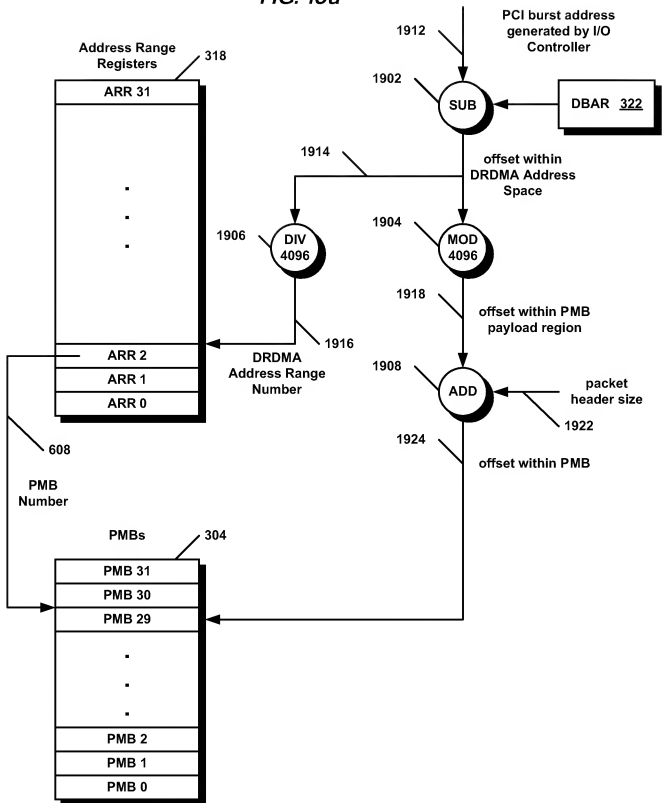 PCI burst address
generated by I/O
Controller
1912
Address Range
Registers
318
ARR 31
1902
SUB
DBAR 322
1914
offset within
DRDMA Address
Space
1906
DIV
4096
1904
MOD
4096
1918
offset within PMB
payload region
1916
ARR 2
DRDMA
Address Range
Number
ARR 1
ARR 0
1908
ADD
packet
header size
1922
1924
offset within PMB
608
PMB
Number
PMBs
304
PMB 31
PMB 30
PMB 29
PMB 2
PMB 1
PMB 0